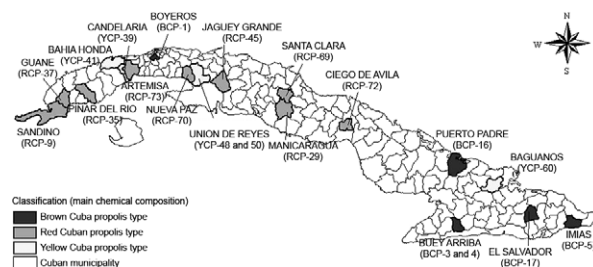 BOYEROS
(BCP-1)
CANDELARIA
(YCP-39)
JAGUEY GRANDE
(RCP-45)
BAHIA HONDA
(YCP-41)
SANTA CLARA
(RCP-69)
GUANE
(RCP-37)
CIEGO DE AVILA
(RCP-72)
ARTEMISA
(RCP-73)
NUEVA PAZ
(RCP-70)
PINAR DEL RIO
(RCP-35)
SANDINO
(RCP-9)
UNION DE REYES
(YCP-48 and 50)
MANICARAGUA
(RCP-29)
PUERTO PADRE
(BCP-16)
BAGUANOS
(YCP-60)
BUEY ARRIBA
(BCP-3 and 4)
EL SALVADOR
(BCP-17)
IMIAS
(BCP-5
N
W
E
S
Classification (main chemical composition)
Brown Cuba propolis type
Red Cuban propolis type
Yellow Cuba propolis type
Cuban municipality